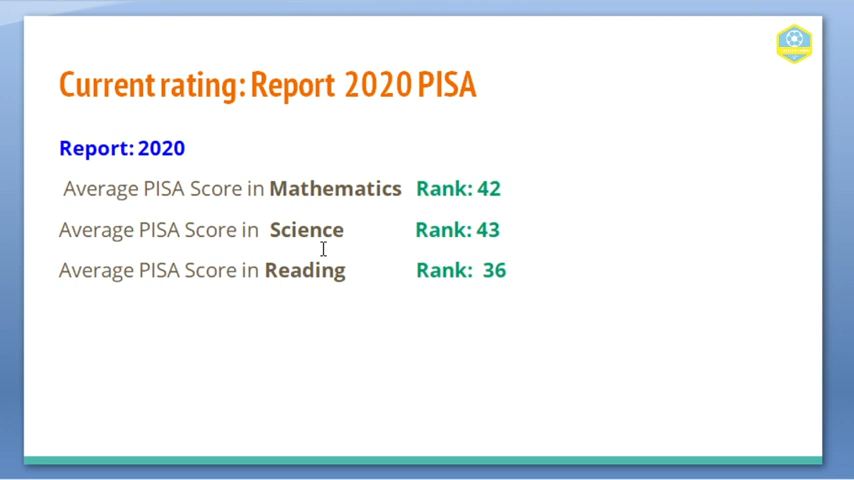 Current rating: Report 2020 PISA
Report: 2020
Average PISA Score in Mathematics Rank: 42
Average PISA Score in Science Rank: 43
Average PISA Score in Reading Rank: 36